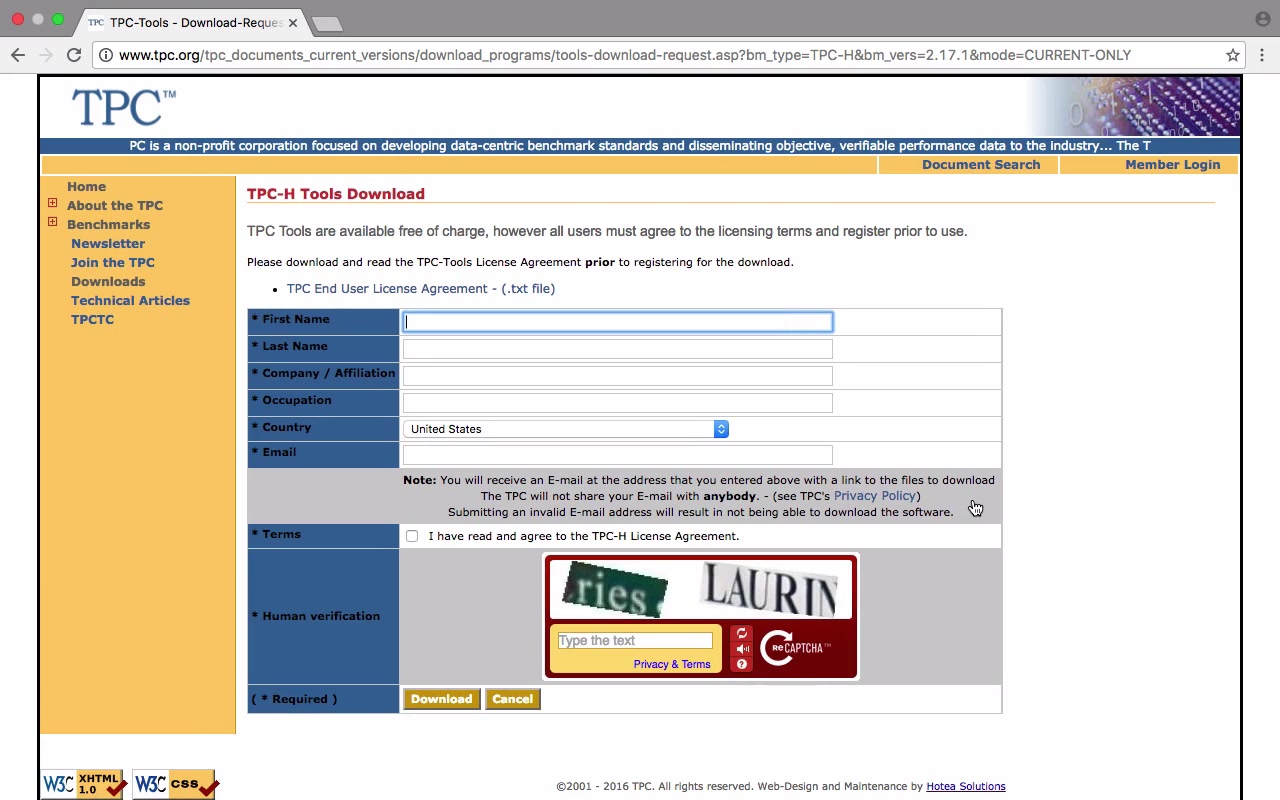 TPC TPC-Tools - Download-Reques
www.tpc.org/tpc_documents_current_versions/download_programs/tools-download-request.asp?bm_type=TPC-H&bm_vers=2.17.1&mode=CURRENT-ONLY
TPC™
PC is a non-profit corporation focused on developing data-centric benchmark standards and disseminating objective, verifiable performance data to the industry... The T
Document Search
Member Login
Home
About the TPC
Benchmarks
Newsletter
Join the TPC
Downloads
Technical Articles
TPCTC
TPC-H Tools Download
TPC Tools are available free of charge, however all users must agree to the licensing terms and register prior to use.
Please download and read the TPC-Tools License Agreement prior to registering for the download.
• TPC End User License Agreement - (.txt file)
* First Name
* Last Name
* Company / Affiliation
* Occupation
* Country United States
* Email
Note: You will receive an E-mail at the address that you entered above with a link to the files to download
The TPC will not share your E-mail with anybody. - (see TPC's Privacy Policy)
Submitting an invalid E-mail address will result in not being able to download the software.
* Terms I have read and agree to the TPC-H License Agreement.
* Human verification
ries LAURIN
Type the text
Privacy & Terms
reCAPTCHA™
( * Required ) Download Cancel
W3C XHTML 1.0
W3C css
©2001 - 2016 TPC. All rights reserved. Web-Design and Maintenance by Hotea Solutions